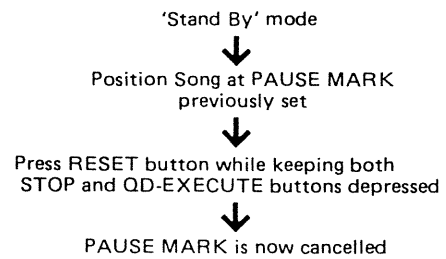 'Stand By' mode
Position Song at PAUSE MARK
previously set
Press RESET button while keeping both
STOP and QD-EXECUTE buttons depressed
PAUSE MARK is now cancelled